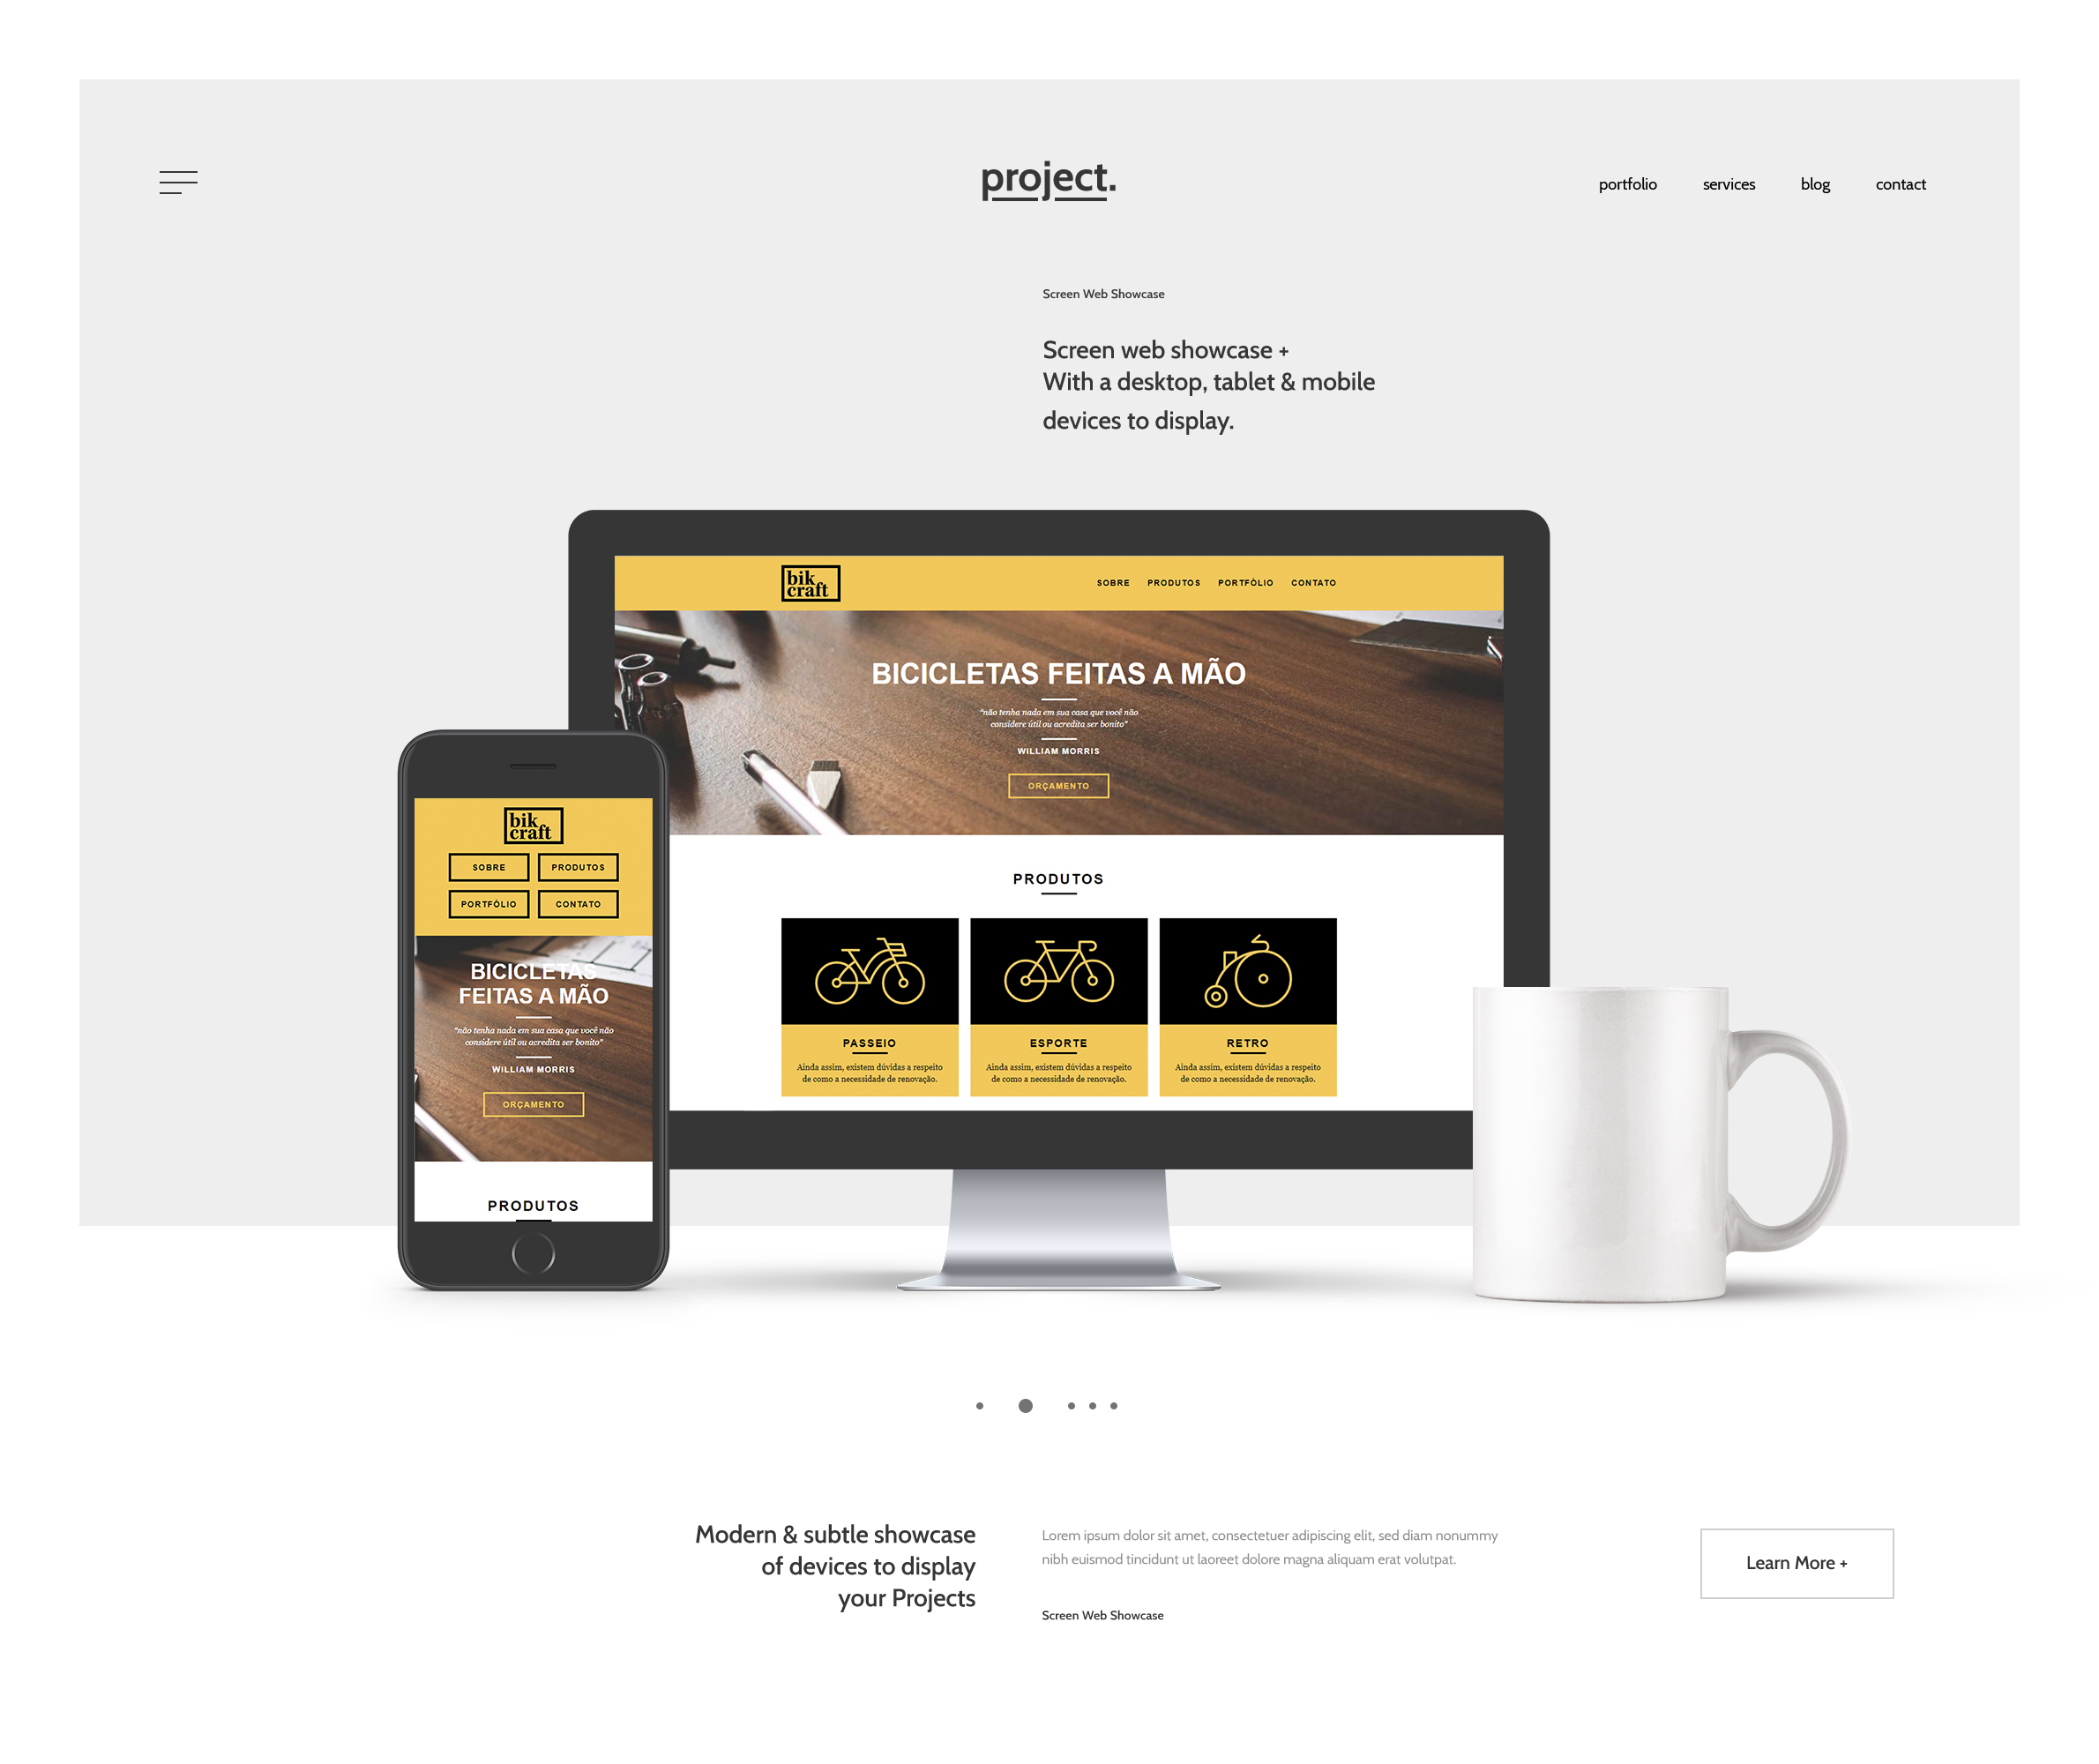 project.
portfolio services blog contact
Screen Web Showcase
Screen web showcase +
With a desktop, tablet & mobile
devices to display.
bik
craft
SOBRE PRODUTOS PORTFÓLIO CONTATO
BICICLETAS FEITAS A MÃO
“não tenha nada em sua casa que você não
considere útil ou acredita ser bonito”
WILLIAM MORRIS
ORÇAMENTO
PRODUTOS
PASSEIO
Ainda assim, existem dúvidas a respeito
de como a necessidade de renovação.
ESPORTE
Ainda assim, existem dúvidas a respeito
de como a necessidade de renovação.
RETRO
Ainda assim, existem dúvidas a respeito
de como a necessidade de renovação.
bik
craft
SOBRE PRODUTOS
PORTFÓLIO CONTATO
BICICLETAS
FEITAS A MÃO
“não tenha nada em sua casa que você não
considere útil ou acredita ser bonito”
WILLIAM MORRIS
ORÇAMENTO
PRODUTOS
Modern & subtle showcase
of devices to display
your Projects
Lorem ipsum dolor sit amet, consectetuer adipiscing elit, sed diam nonummy
nibh euismod tincidunt ut laoreet dolore magna aliquam erat volutpat.
Screen Web Showcase
Learn More +